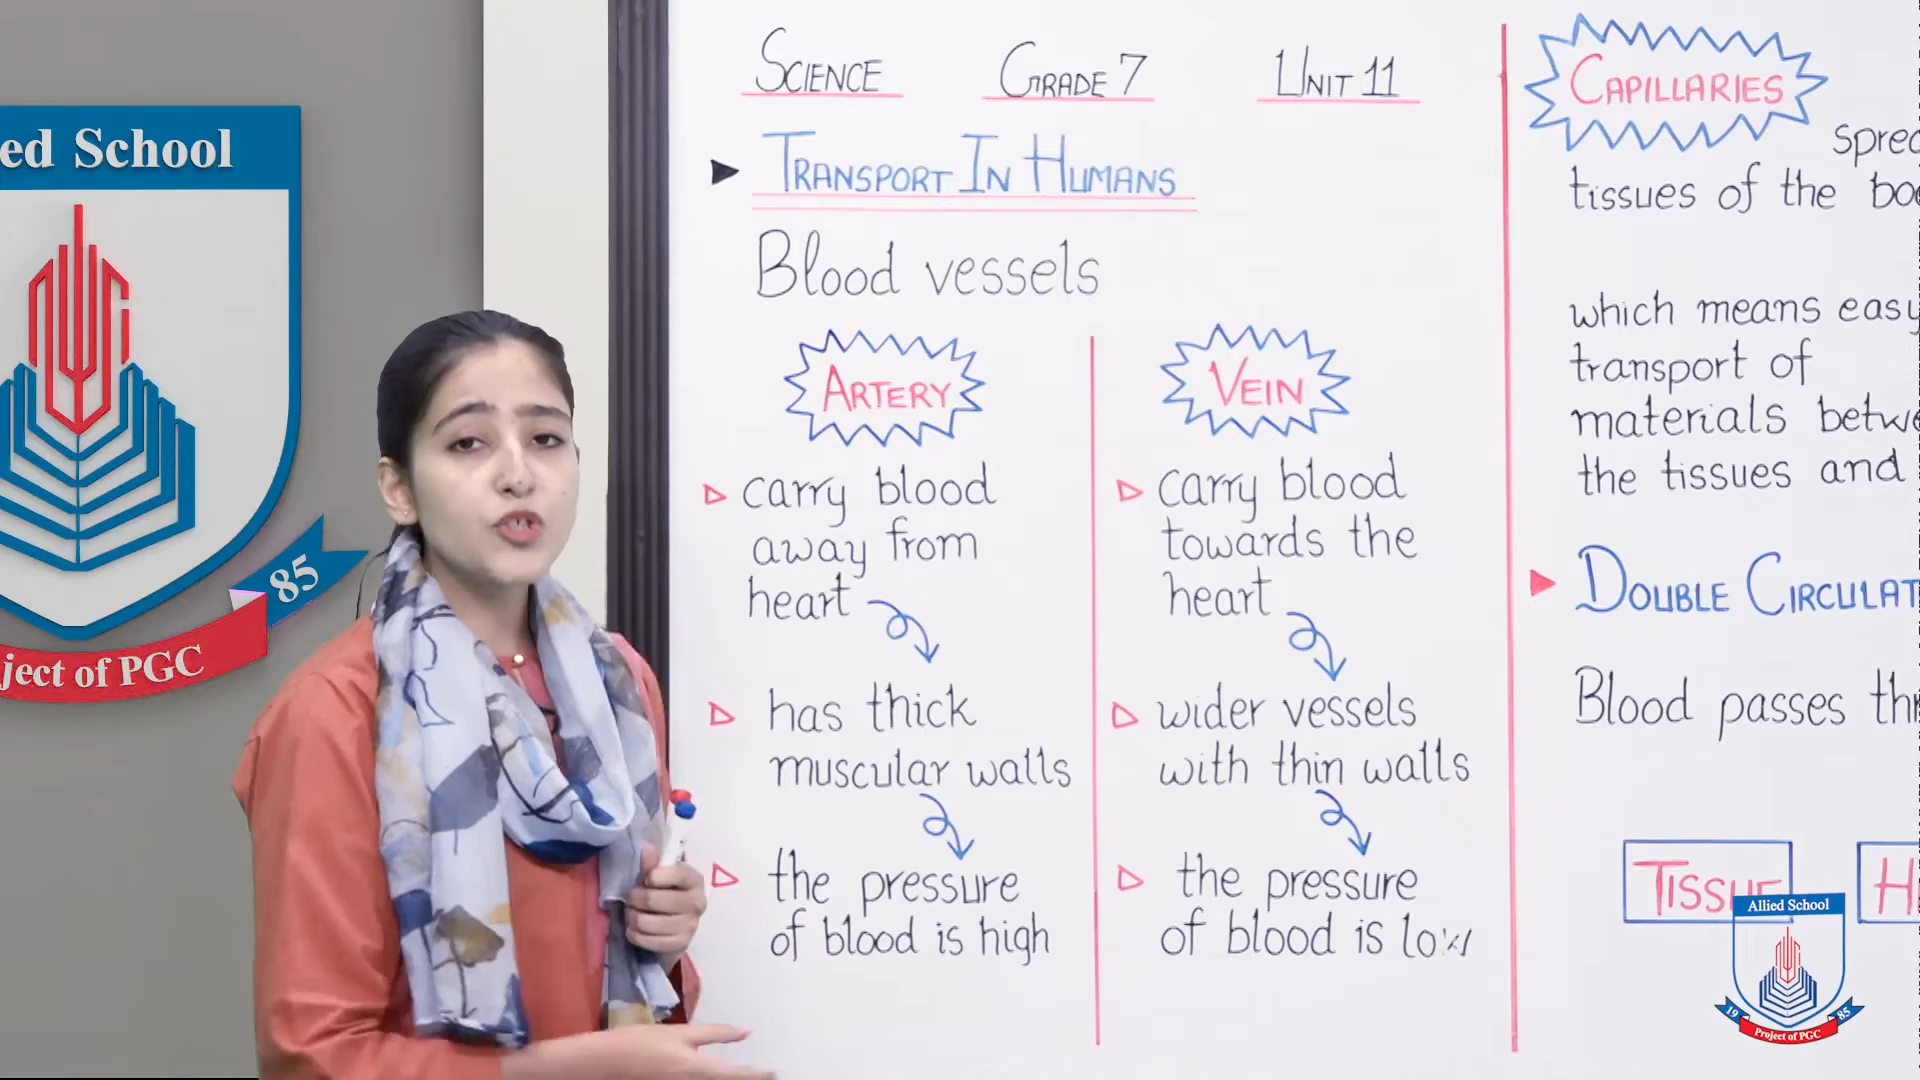 ed School
85
ject of PGC
SCIENCE GRADE 7 UNIT 11
TRANSPORT IN HUMANS
Blood vessels
ARTERY
carry blood
away from
heart
has thick
muscular walls
the pressure
of blood is high
VEIN
carry blood
towards the
heart
wider vessels
with thin walls
the pressure
of blood is low
CAPILLARIES
tissues of the
which means easy
transport of
materials
the tissues and
DOUBLE
Blood passes
TISSUE
Allied School
19 85
Project of PGC